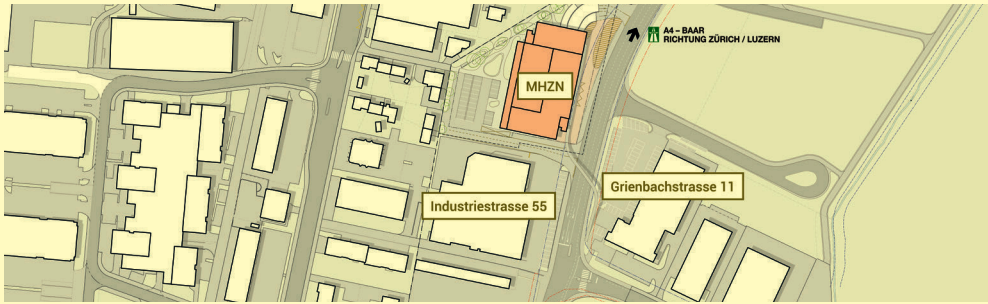 A4 – BAAR
RICHTUNG ZÜRICH / LUZERN
MHZN
Grienbachstrasse 11
Industriestrasse 55